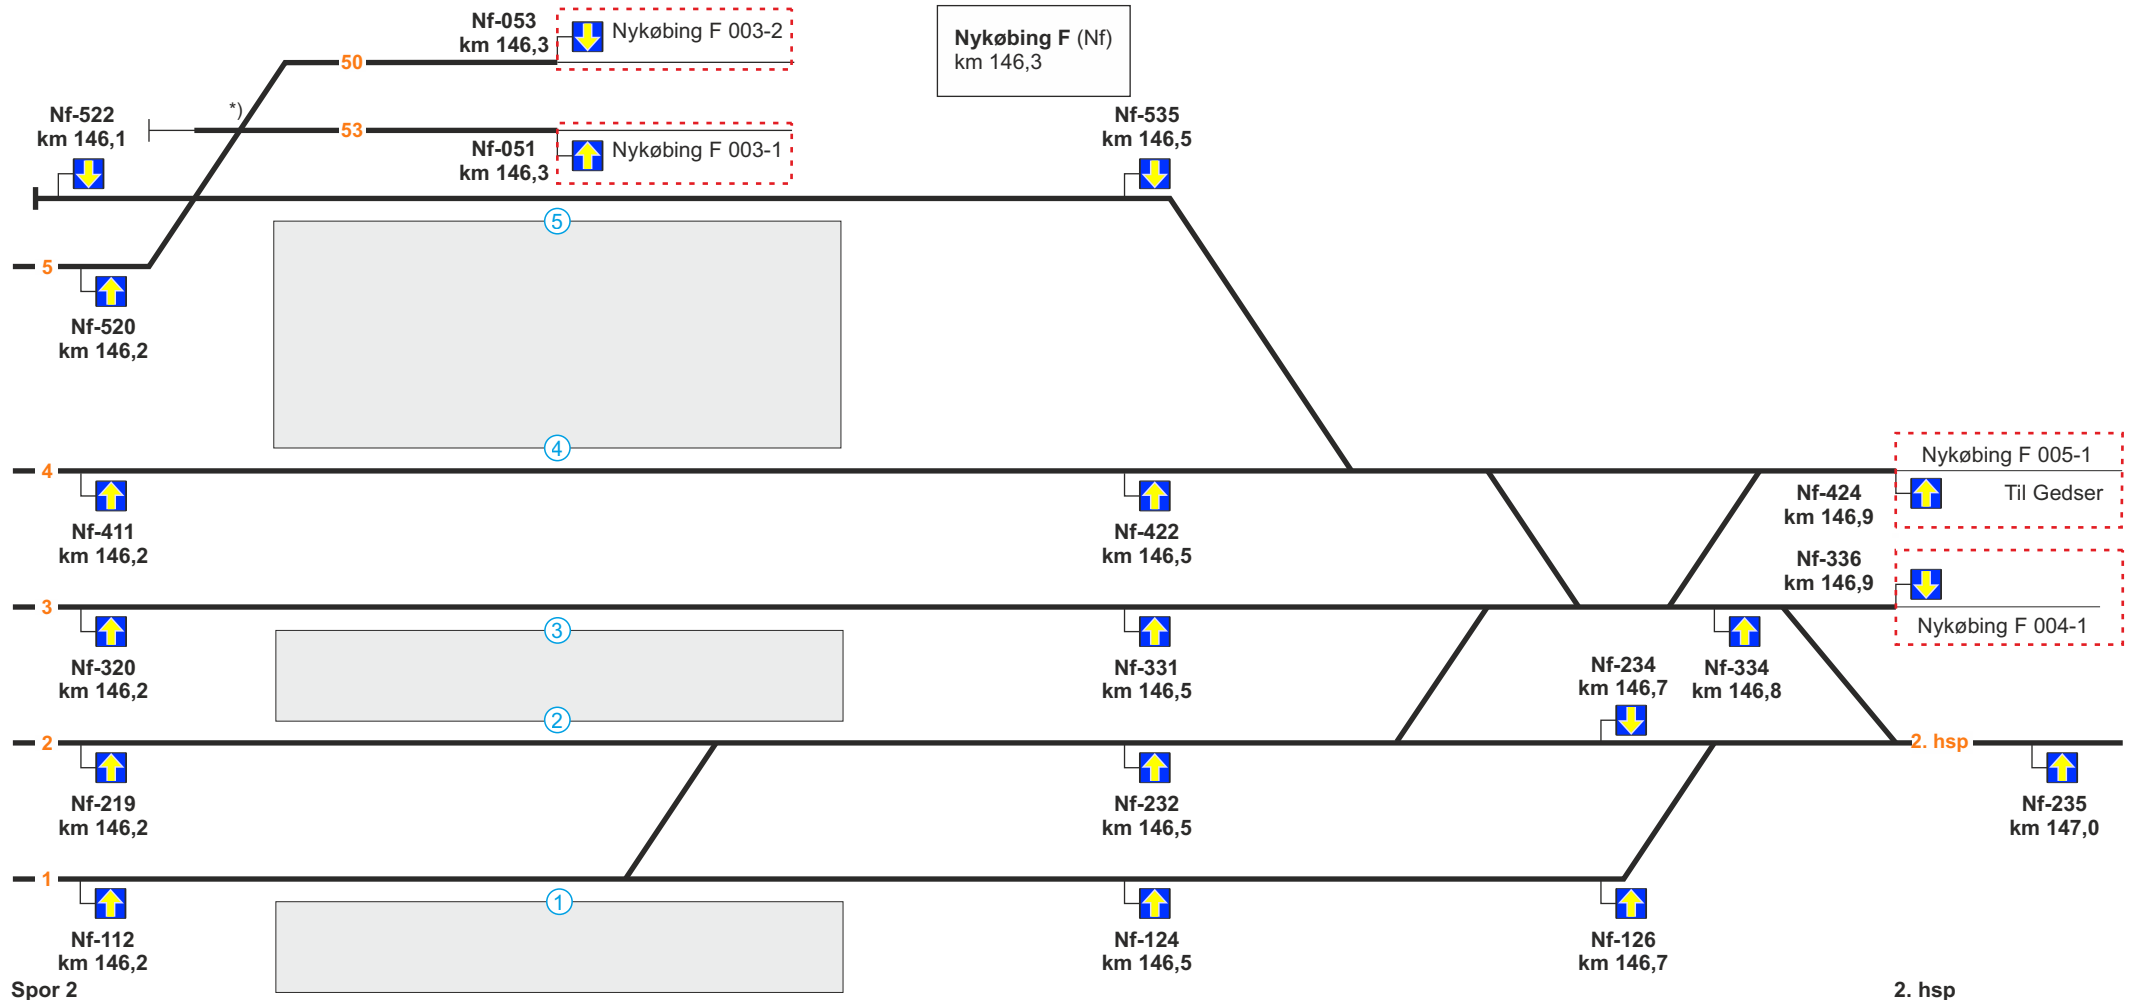 Nf-053
km 146,3
Nykøbing F 003-2
Nykøbing F (Nf)
km 146,3
50
*)
Nf-522
km 146,1
53
Nf-051
km 146,3
Nykøbing F 003-1
Nf-535
km 146,5
5
5
Nf-520
km 146,2
4
4
Nykøbing F 005-1
Til Gedser
Nf-411
km 146,2
Nf-422
km 146,5
Nf-424
km 146,9
Nf-336
km 146,9
3
3
Nykøbing F 004-1
Nf-320
km 146,2
Nf-331
km 146,5
Nf-234
km 146,7
Nf-334
km 146,8
2
2
2. hsp
Nf-219
km 146,2
Nf-232
km 146,5
Nf-235
km 147,0
1
1
Nf-112
km 146,2
Nf-124
km 146,5
Nf-126
km 146,7
Spor 2
2. hsp